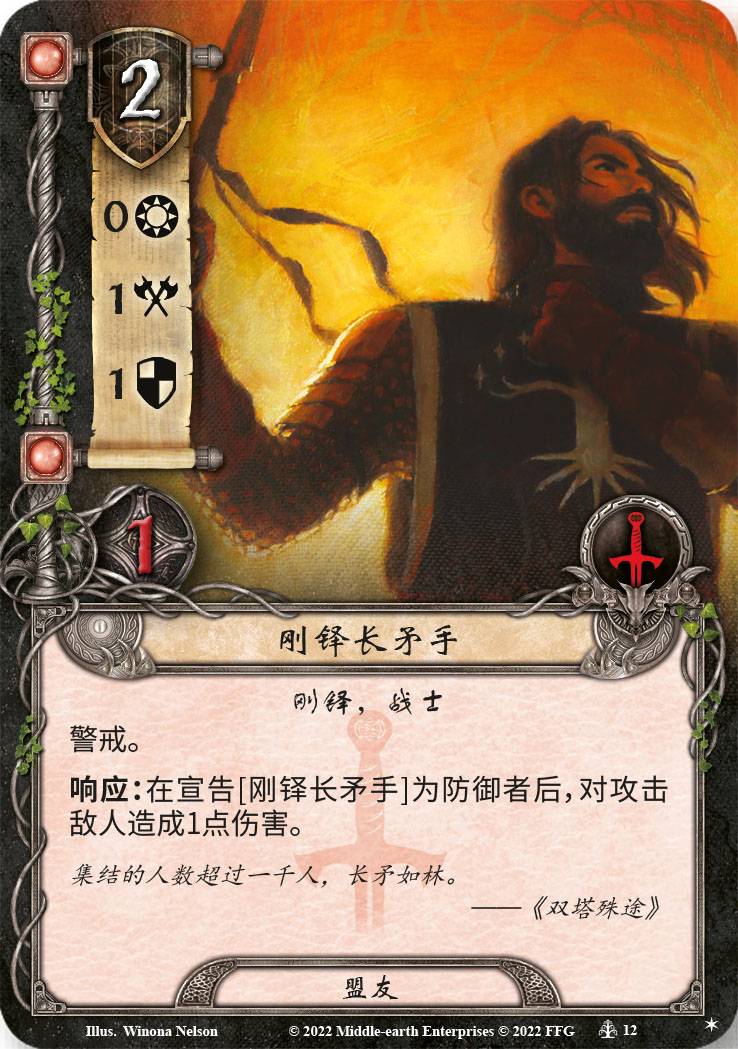 2
0
1
1
1
刚铎长矛手
刚铎，战士
警戒。
响应：在宣告[刚铎长矛手]为防御者后，对攻击
敌人造成1点伤害。
集结的人数超过一千人，长矛如林。
——《双塔殊途》
盟友
Illus. Winona Nelson © 2022 Middle-earth Enterprises © 2022 FFG 12